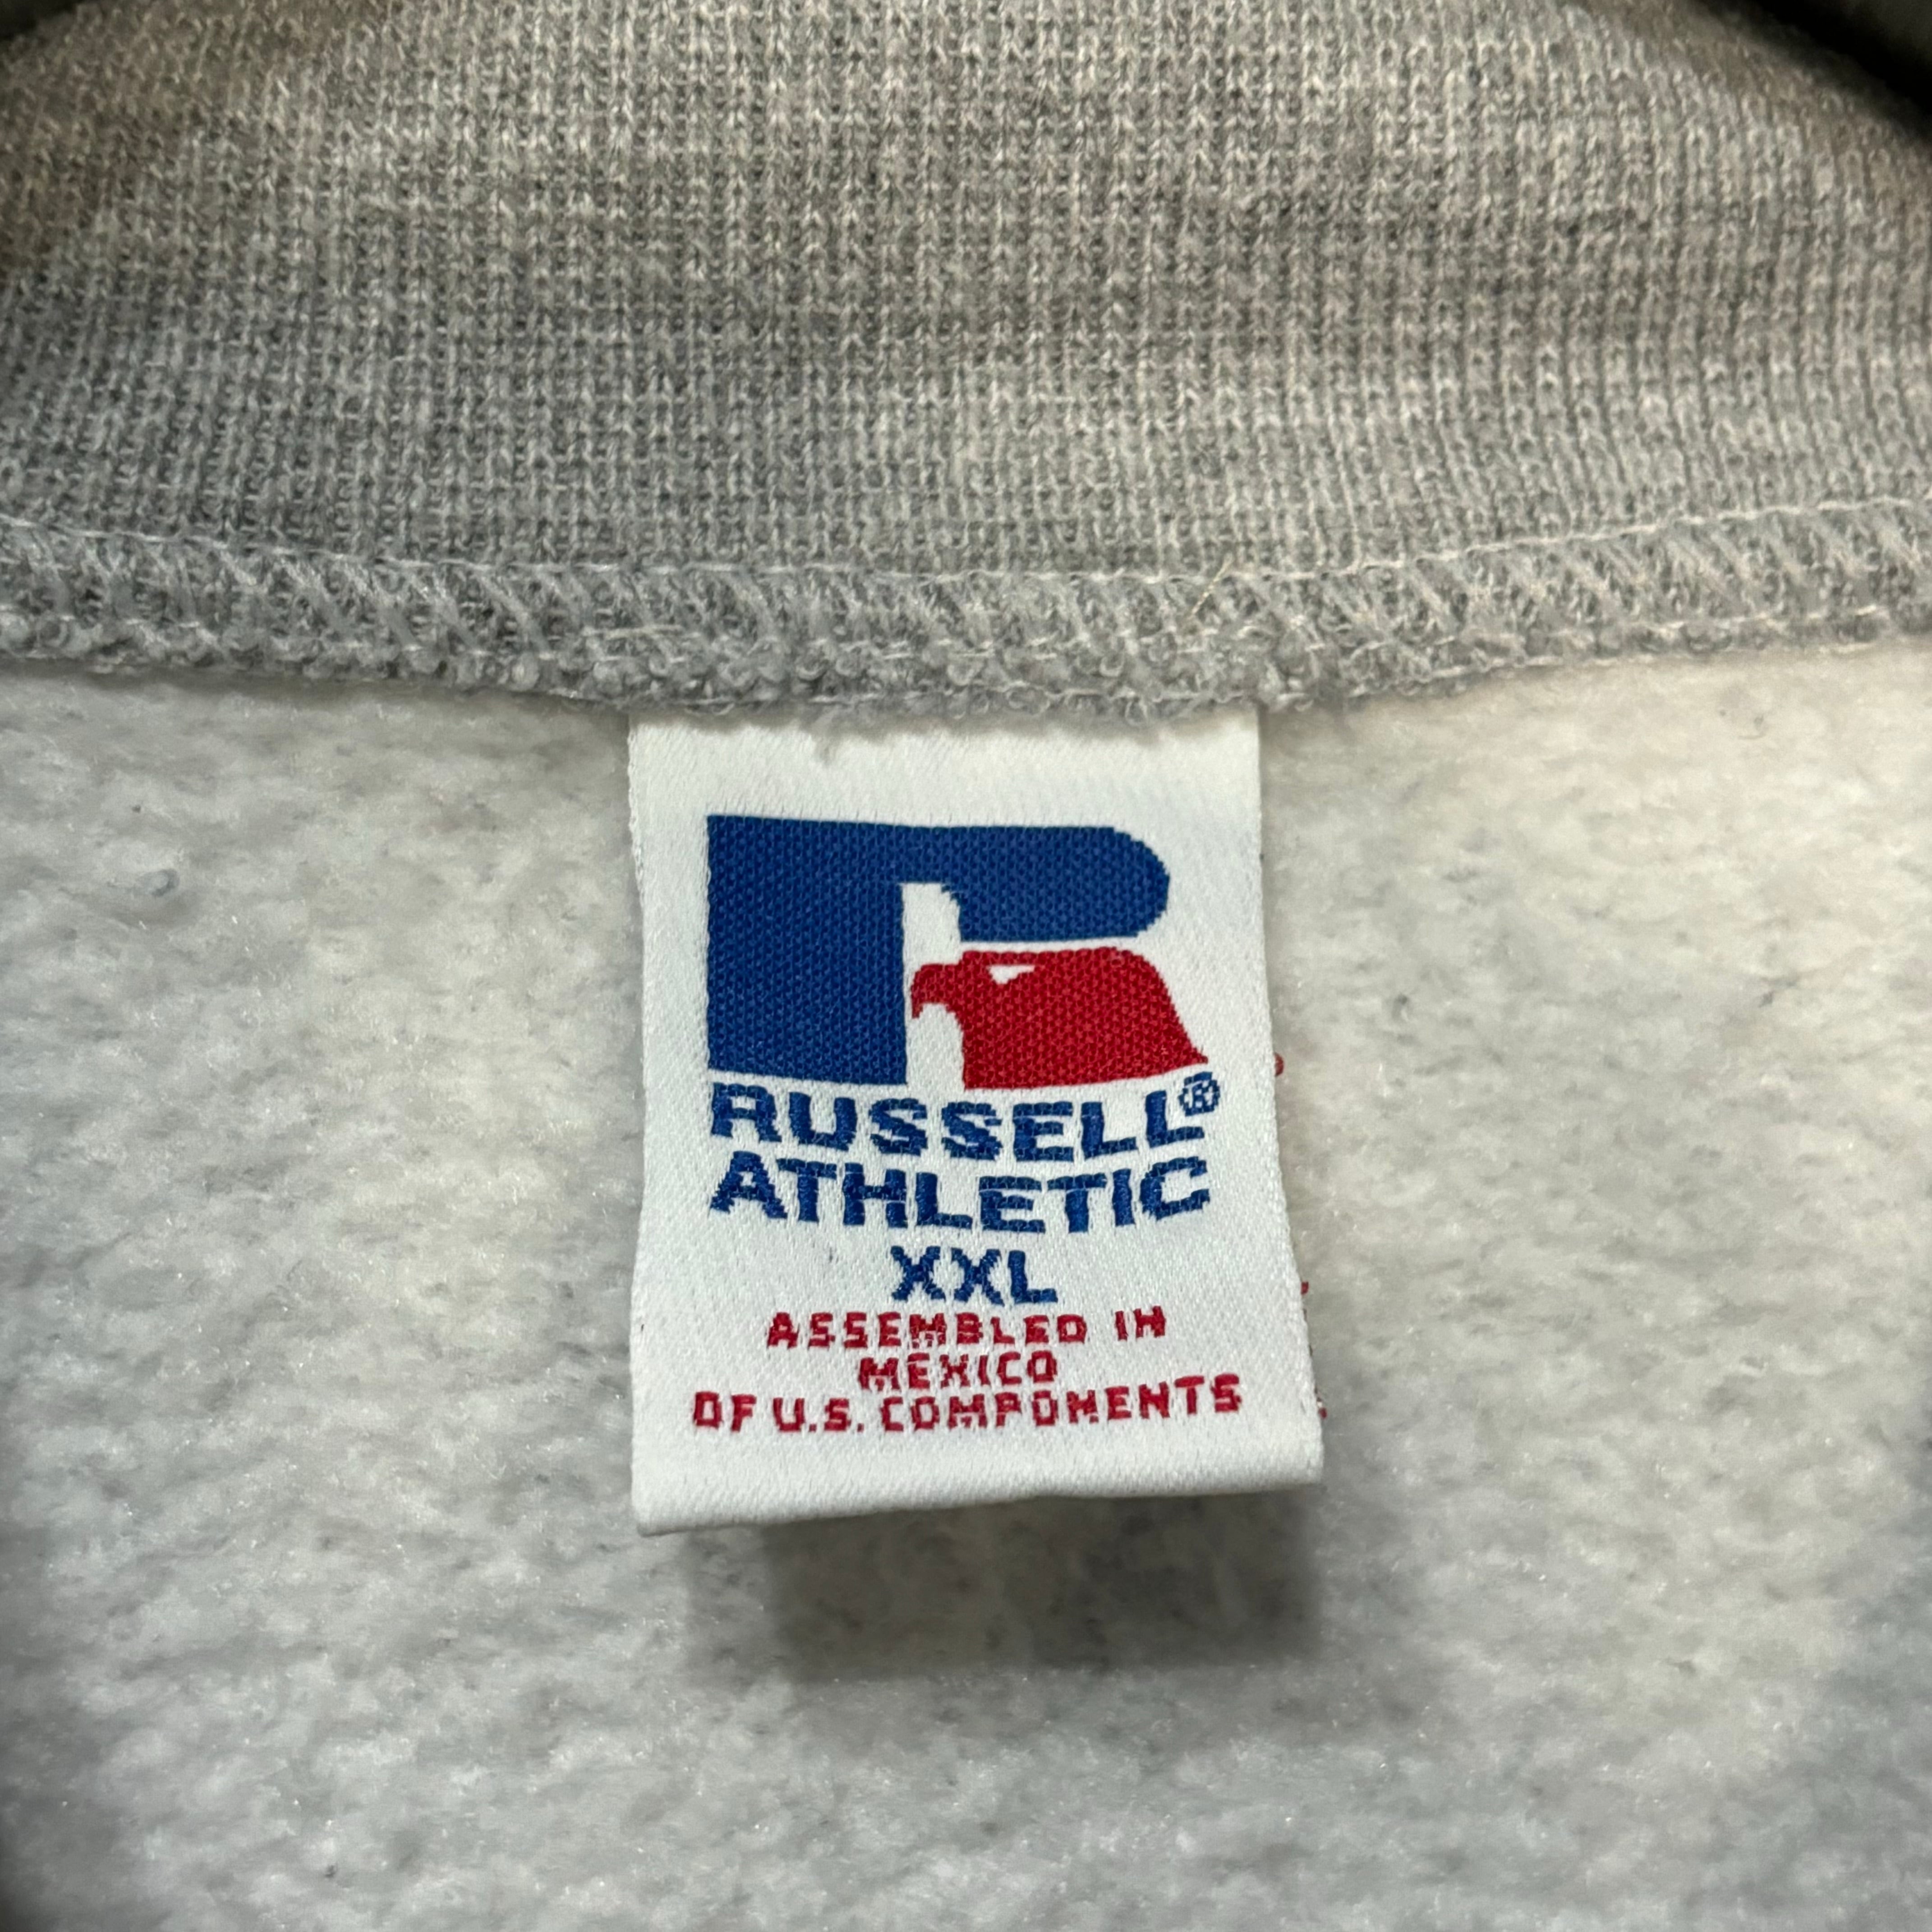 RUSSELL®
ATHLETIC
XXL
ASSEMBLED IN
MEXICO
OF U.S. COMPONENTS